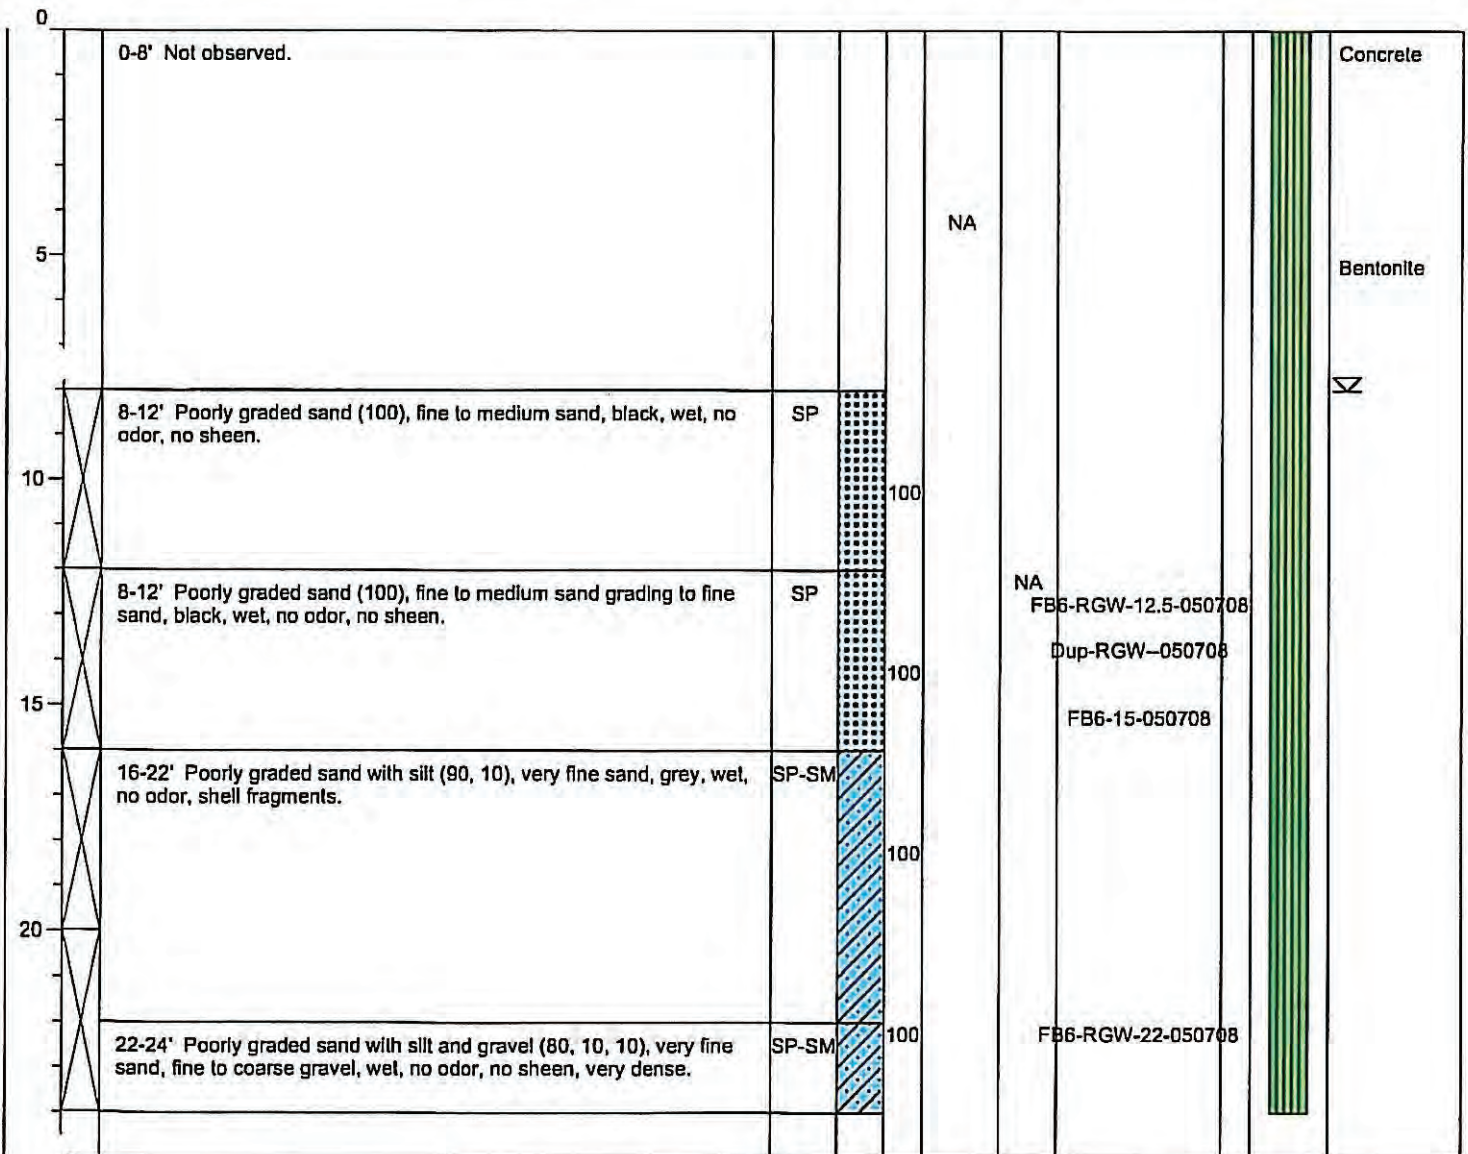 0
0-8' Not observed.
Concrete
NA
5
Bentonite
8-12' Poorly graded sand (100), fine to medium sand, black, wet, no
odor, no sheen.
SP
10
100
8-12' Poorly graded sand (100), fine to medium sand grading to fine
sand, black, wet, no odor, no sheen.
SP
NA
FB6-RGW-12.5-050708
Dup-RGW--050708
100
15
FB6-15-050708
16-22' Poorly graded sand with silt (90, 10), very fine sand, grey, wet,
no odor, shell fragments.
SP-SM
100
20
22-24' Poorly graded sand with silt and gravel (80, 10, 10), very fine
sand, fine to coarse gravel, wet, no odor, no sheen, very dense.
SP-SM
100
FB6-RGW-22-050708